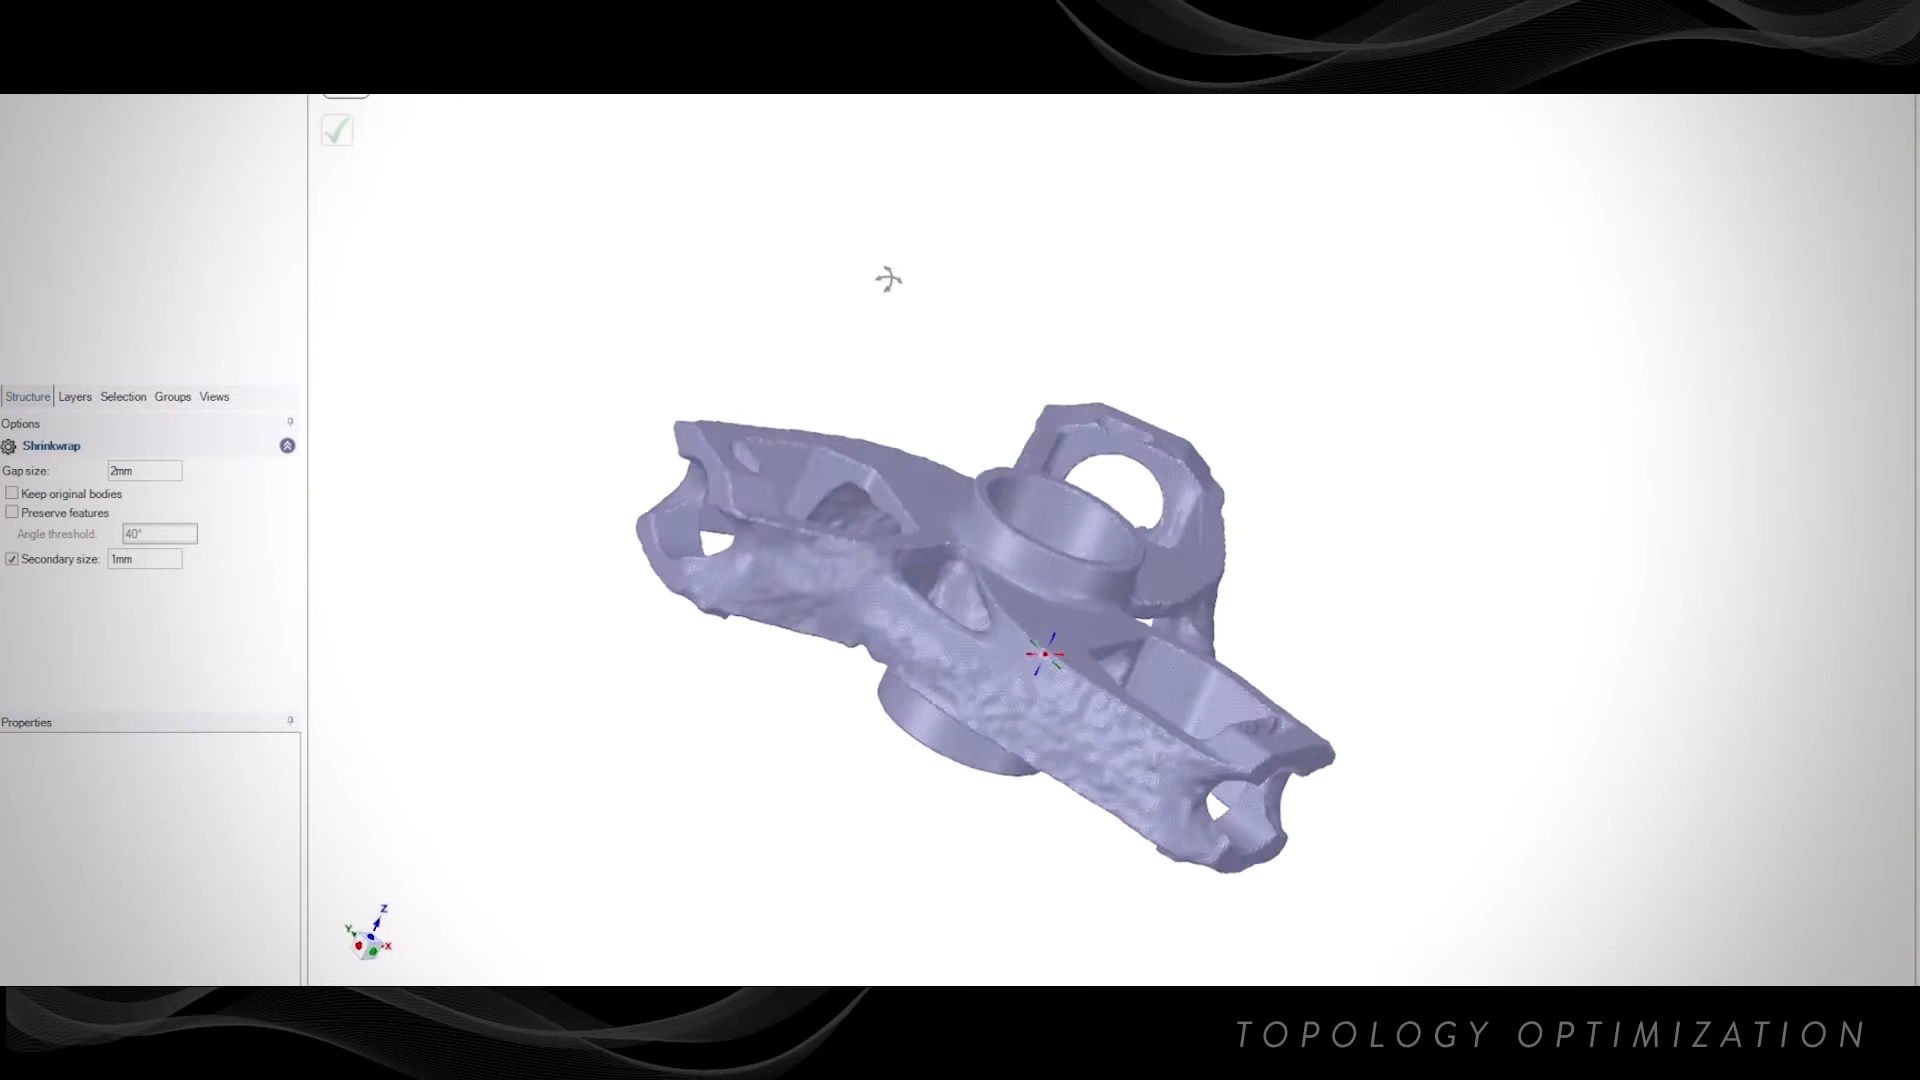 Structure Layers Selection Groups Views
Options
Shrinkwrap
Gap size: 2mm
Keep original bodies
Preserve features
Angle threshold: 40°
Secondary size: 1mm
Properties
Z
Y
X
TOPOLOGY OPTIMIZATION